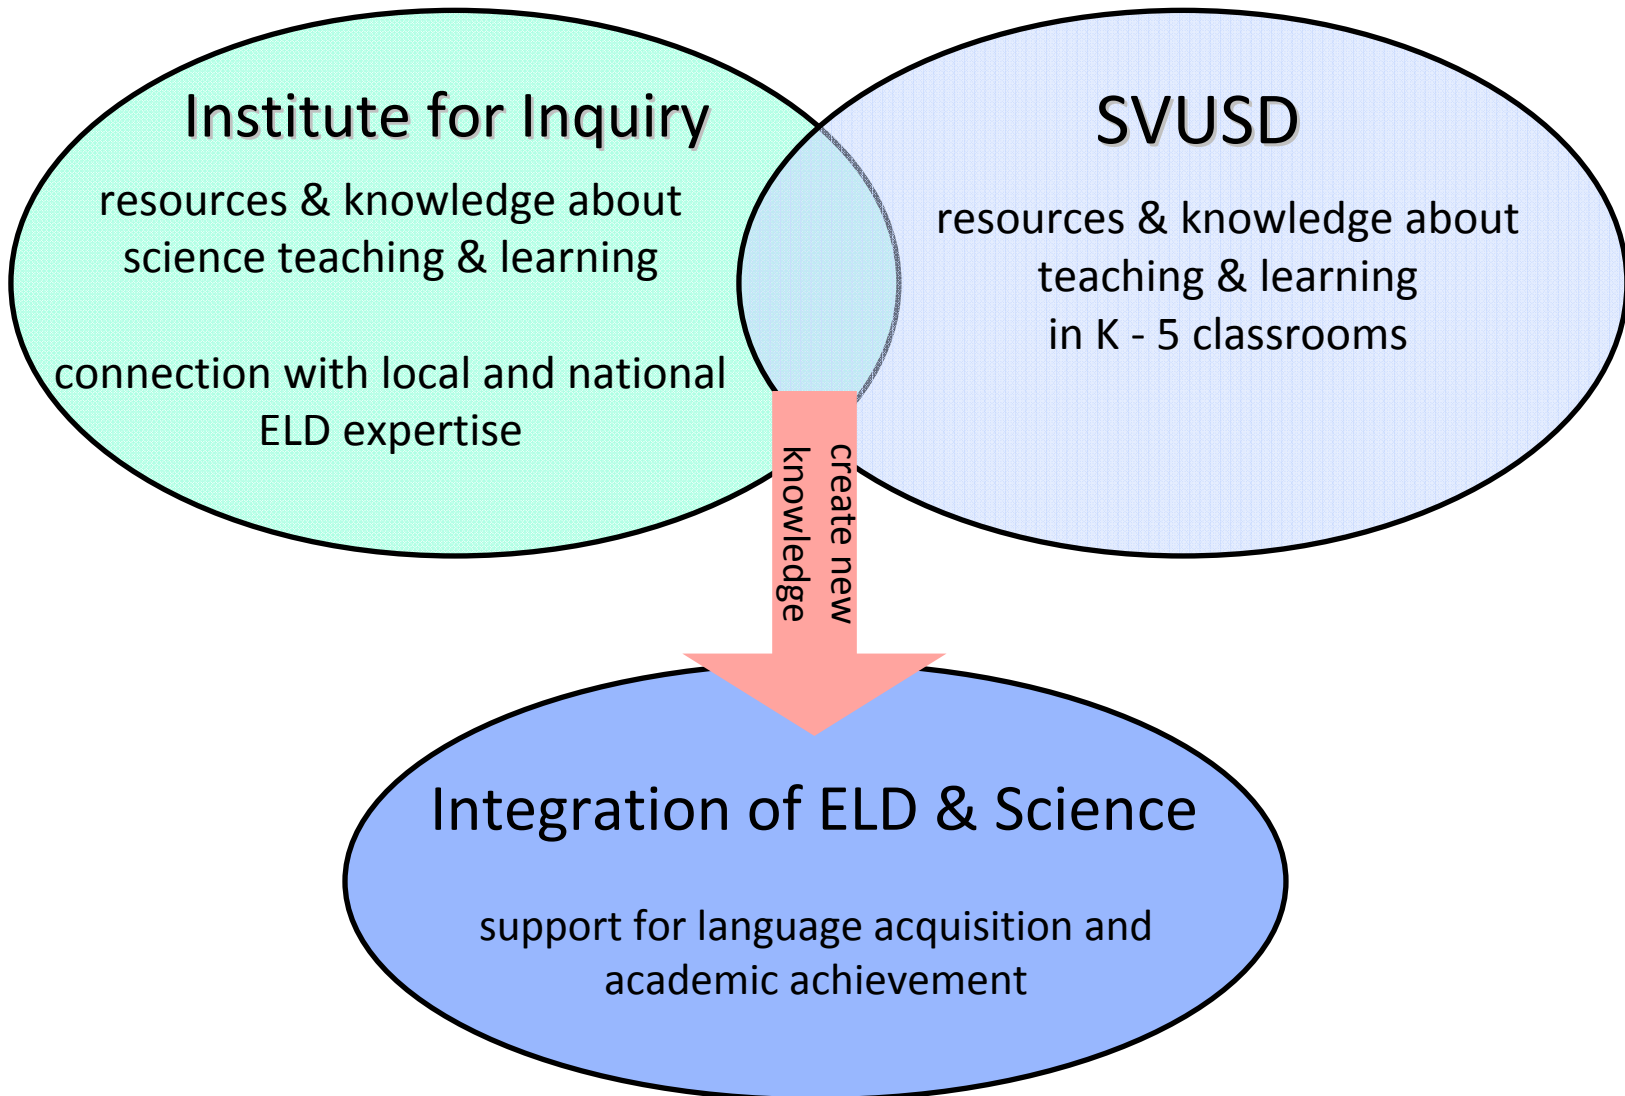 Institute for Inquiry
resources & knowledge about
science teaching & learning
connection with local and national
ELD expertise
SVUSD
resources & knowledge about
teaching & learning
in K - 5 classrooms
create new
knowledge
Integration of ELD & Science
support for language acquisition and
academic achievement